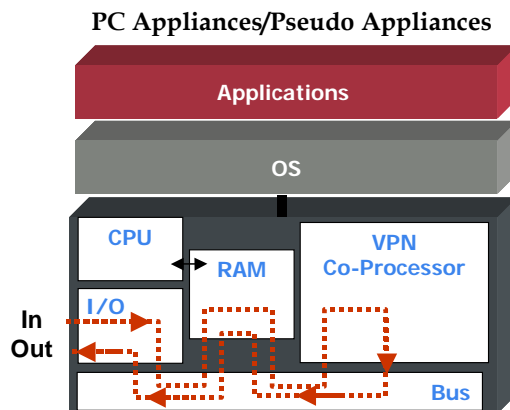 PC Appliances/Pseudo Appliances
Applications
OS
CPU
RAM
VPN
Co-Processor
I/O
In
Out
Bus